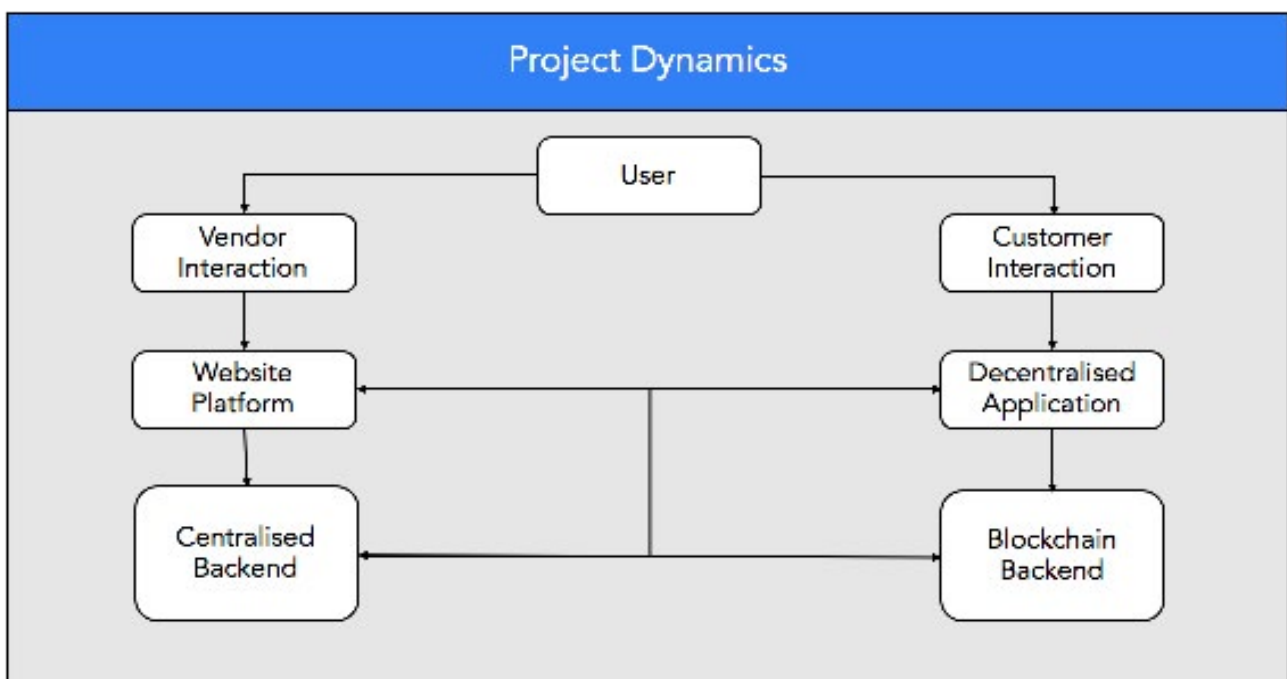 Project Dynamics
User
Vendor
Interaction
Customer
Interaction
Website
Platform
Decentralised
Application
Centralised
Backend
Blockchain
Backend